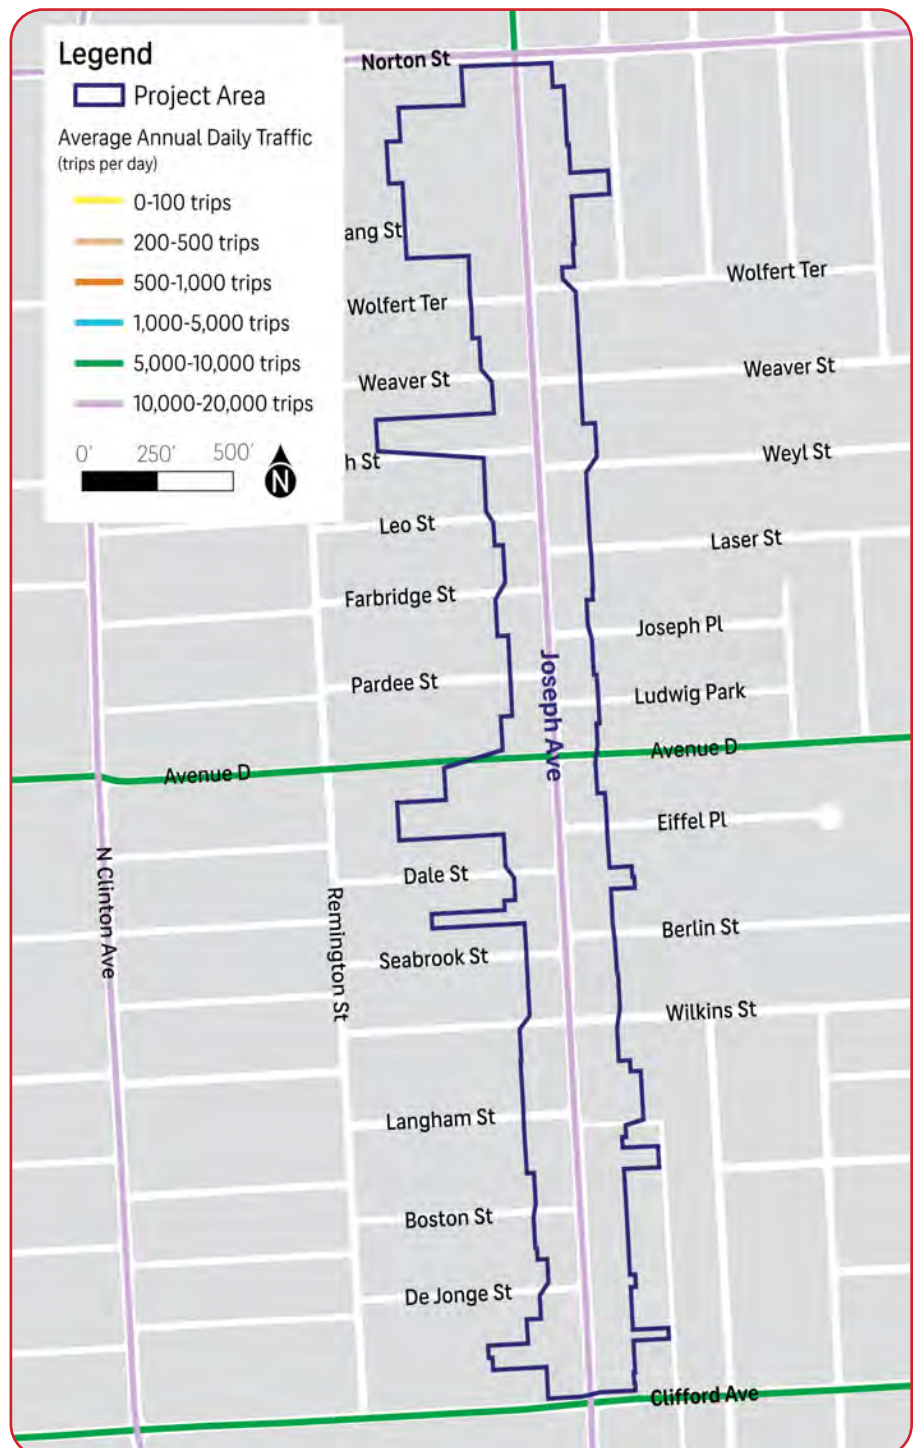 Legend
Project Area
Average Annual Daily Traffic
(trips per day)
0-100 trips
200-500 trips
500-1,000 trips
1,000-5,000 trips
5,000-10,000 trips
10,000-20,000 trips
0' 250' 500'
N
Norton St
ang St
Wolfert Ter
Wolfert Ter
Weaver St
Weaver St
h St
Weyl St
Leo St
Laser St
Farbridge St
Joseph Pl
Pardee St
Ludwig Park
Joseph Ave
Avenue D
Avenue D
Eiffel Pl
Dale St
N Clinton Ave
Remington St
Berlin St
Seabrook St
Wilkins St
Langham St
Boston St
De Jonge St
Clifford Ave